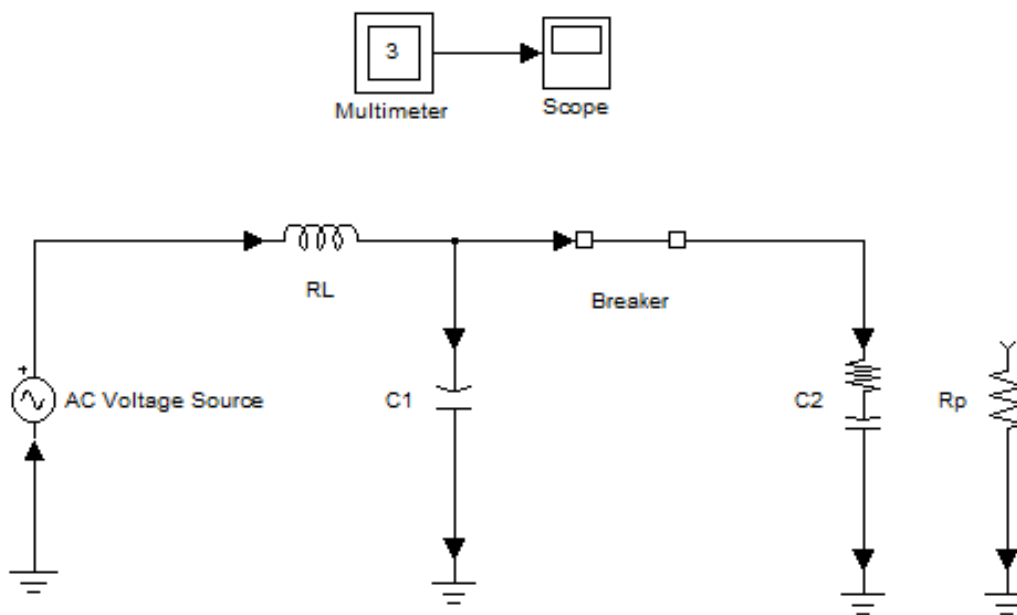 3
Multimeter
Scope
RL
Breaker
+
AC Voltage Source
C1
C2
Rp